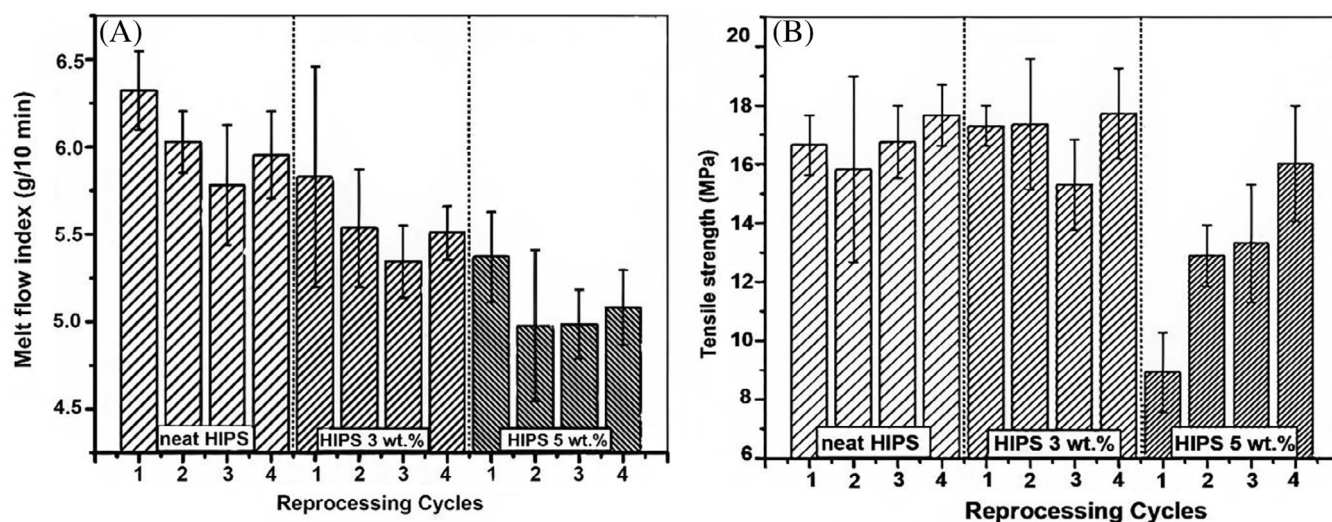 (A)
Melt flow index (g/10 min)
6.5
6.0
5.5
5.0
4.5
neat HIPS
HIPS 3 wt.%
HIPS 5 wt.%
1 2 3 4 1 2 3 4 1 2 3 4
Reprocessing Cycles
(B)
Tensile strength (MPa)
20
18
16
14
12
10
8
6
neat HIPS
HIPS 3 wt.%
HIPS 5 wt.%
1 2 3 4 1 2 3 4 1 2 3 4
Reprocessing Cycles